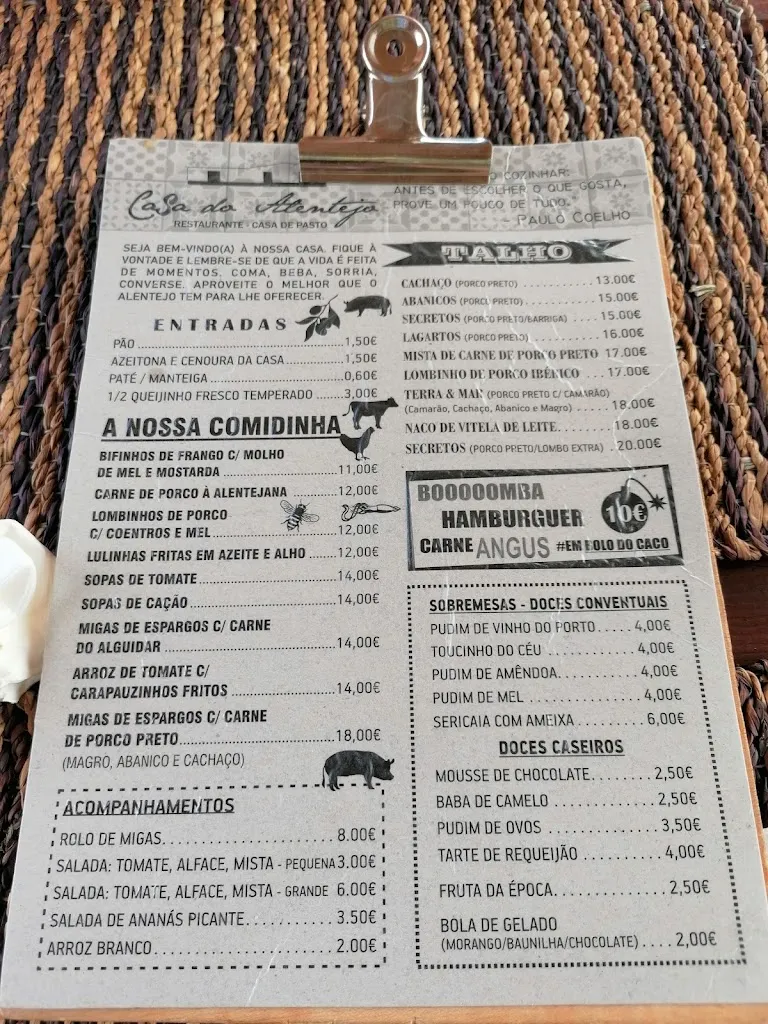 Casa do Alentejo
RESTAURANTE - CASA DE PASTO
COZINHAR:
ANTES DE ESCOLHER O QUE GOSTA,
PROVE UM POUCO DE TUDO."
- PAULO COELHO
SEJA BEM-VINDO(A) À NOSSA CASA. FIQUE À
VONTADE E LEMBRE-SE DE QUE A VIDA É FEITA
DE MOMENTOS. COMA, BEBA, SORRIA,
CONVERSE. APROVEITE O MELHOR QUE O
ALENTEJO TEM PARA LHE OFERECER.
ENTRADAS
PÃO ........ 1,50€
AZEITONA E CENOURA DA CASA ........ 1,50€
PATÉ / MANTEIGA ........ 0,60€
1/2 QUEIJINHO FRESCO TEMPERADO ........ 3,00€
A NOSSA COMIDINHA
BIFINHOS DE FRANGO C/ MOLHO
DE MEL E MOSTARDA ........ 11,00€
CARNE DE PORCO À ALENTEJANA ........ 12,00€
LOMBINHOS DE PORCO
C/ COENTROS E MEL ........ 12,00€
LULINHAS FRITAS EM AZEITE E ALHO ........ 12,00€
SOPAS DE TOMATE ........ 14,00€
SOPAS DE CAÇÃO ........ 14,00€
MIGAS DE ESPARGOS C/ CARNE
DO ALGUIDAR ........ 14,00€
ARROZ DE TOMATE C/
CARAPAUZINHOS FRITOS ........ 14,00€
MIGAS DE ESPARGOS C/ CARNE
DE PORCO PRETO ........ 18,00€
(MAGRO, ABANICO E CACHAÇO)
ACOMPANHAMENTOS
ROLO DE MIGAS ........ 8.00€
SALADA: TOMATE, ALFACE, MISTA - PEQUENA 3.00€
SALADA: TOMATE, ALFACE, MISTA - GRANDE 6.00€
SALADA DE ANANÁS PICANTE ........ 3.50€
ARROZ BRANCO ........ 2.00€
TALHO
CACHAÇO (PORCO PRETO) ........ 13.00€
ABANICOS (PORCO PRETO) ........ 15.00€
SECRETOS (PORCO PRETO/BARRIGA) ........ 15.00€
LAGARTOS (PORCO PRETO) ........ 16.00€
MISTA DE CARNE DE PORCO PRETO 17.00€
LOMBINHO DE PORCO IBÉRICO ........ 17.00€
TERRA & MAR (PORCO PRETO C/ CAMARÃO)
(Camarão, Cachaço, Abanico e Magro) ........ 18.00€
NACO DE VITELA DE LEITE ........ 18.00€
SECRETOS (PORCO PRETO/LOMBO EXTRA) ........ 20.00€
BOOOOOMBA
HAMBURGUER 10€
CARNE ANGUS #EM BOLO DO CACO
SOBREMESAS - DOCES CONVENTUAIS
PUDIM DE VINHO DO PORTO ........ 4,00€
TOUCINHO DO CÉU ........ 4,00€
PUDIM DE AMÊNDOA ........ 4,00€
PUDIM DE MEL ........ 4,00€
SERICAIA COM AMEIXA ........ 6,00€
DOCES CASEIROS
MOUSSE DE CHOCOLATE ........ 2,50€
BABA DE CAMELO ........ 2,50€
PUDIM DE OVOS ........ 3,50€
TARTE DE REQUEIJÃO ........ 4,00€
FRUTA DA ÉPOCA ........ 2,50€
BOLA DE GELADO
(MORANGO/BAUNILHA/CHOCOLATE) ........ 2,00€